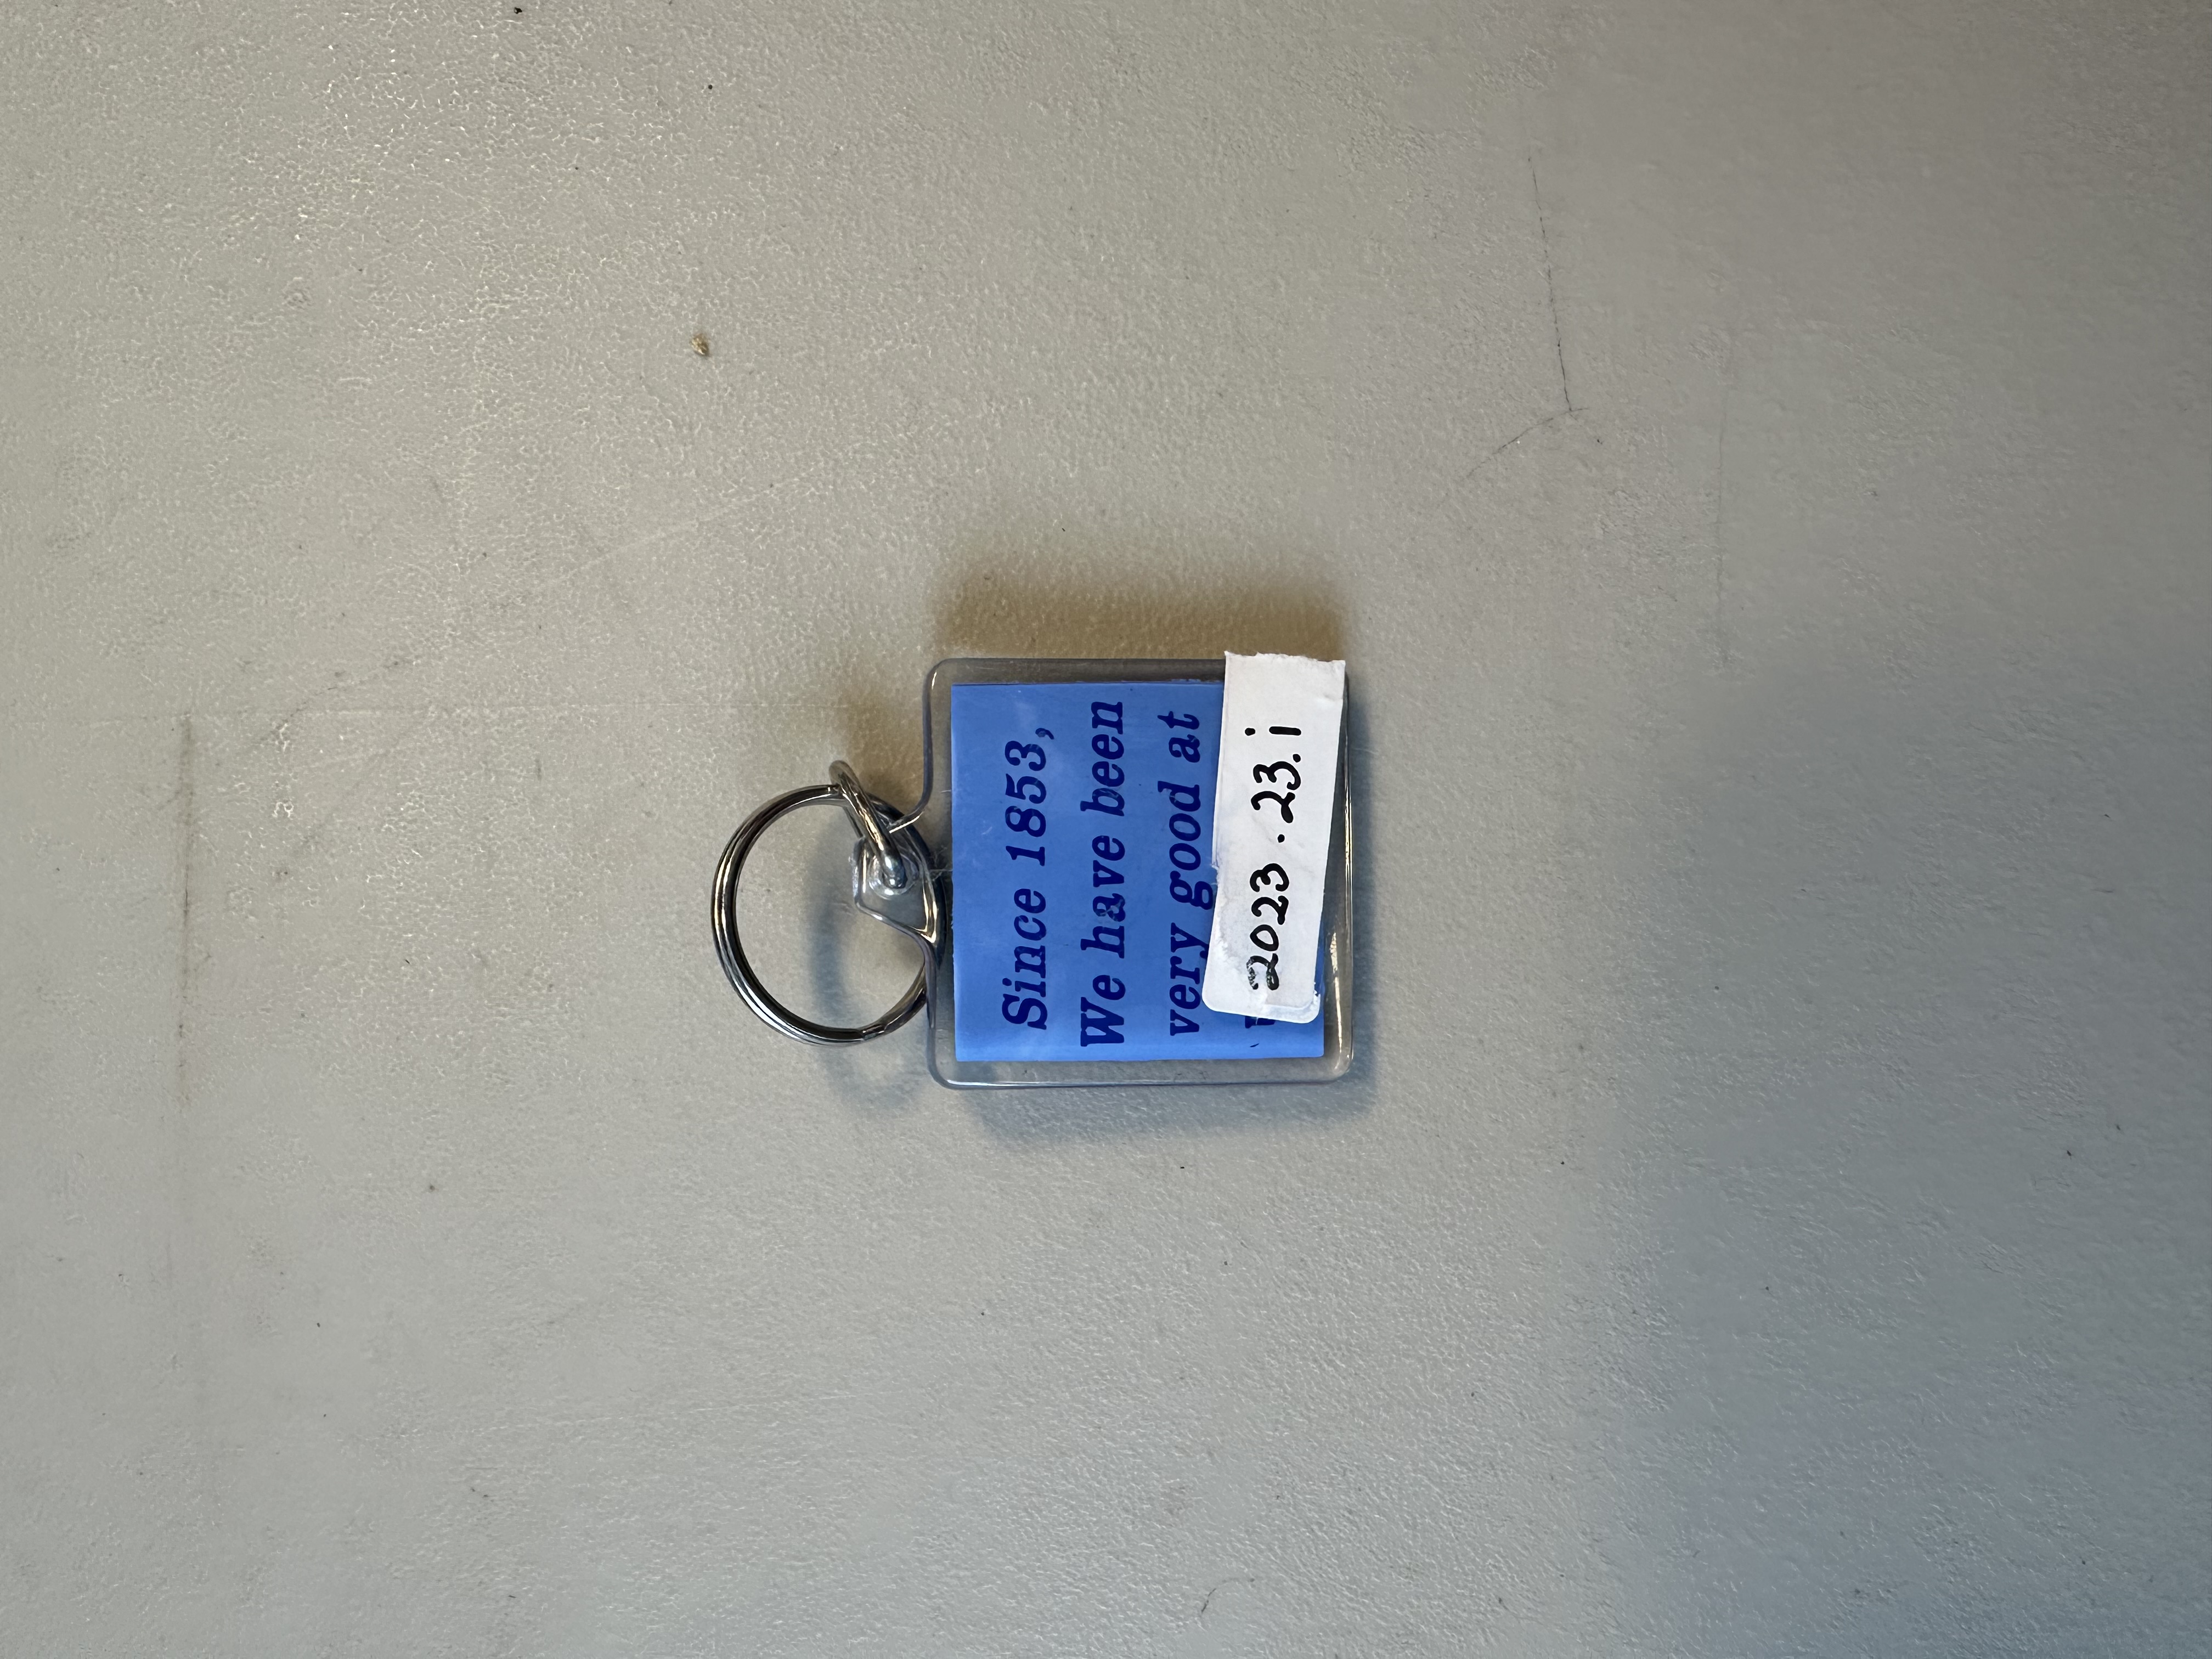 Since 1853,
We have been
very good at
2023.23.i